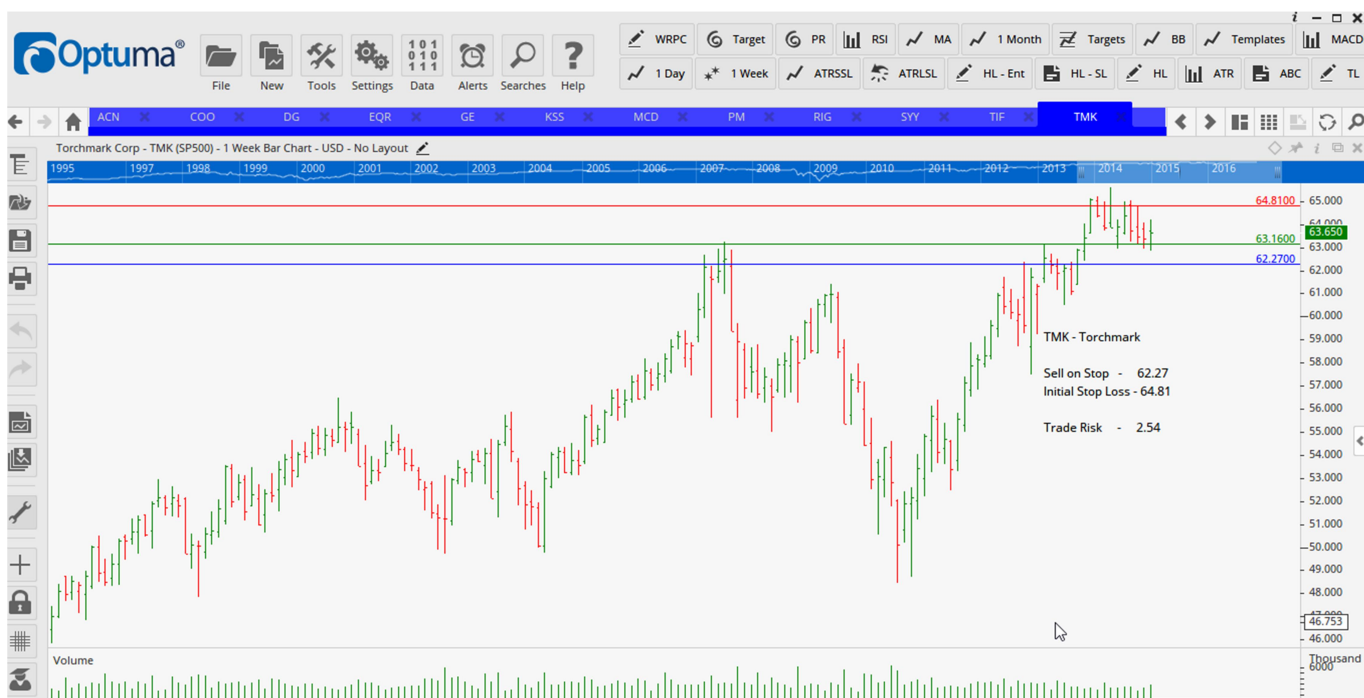 i
Optuma®
File New Tools Settings Data Alerts Searches Help
101
010
111
WRPC Target PR RSI MA 1 Month Targets BB Templates MACD
1 Day 1 Week ATRSSL ATRLSL HL - Ent HL - SL HL ATR ABC TL
ACN COO DG EQR GE KSS MCD PM RIG SYY TIF TMK
Torchmark Corp - TMK (SP500) - 1 Week Bar Chart - USD - No Layout
1995 1997 1998 1999 2000 2001 2002 2003 2004 2005 2006 2007 2008 2009 2010 2011 2012 2013 2014 2015 2016
64.8100
65.000
64.000
63.650
63.1600
63.000
62.2700
62.000
61.000
60.000
59.000
58.000
57.000
56.000
55.000
54.000
53.000
52.000
51.000
50.000
49.000
48.000
47.000
46.753
46.000
TMK - Torchmark
Sell on Stop - 62.27
Initial Stop Loss - 64.81
Trade Risk - 2.54
Volume
Thousand
6000